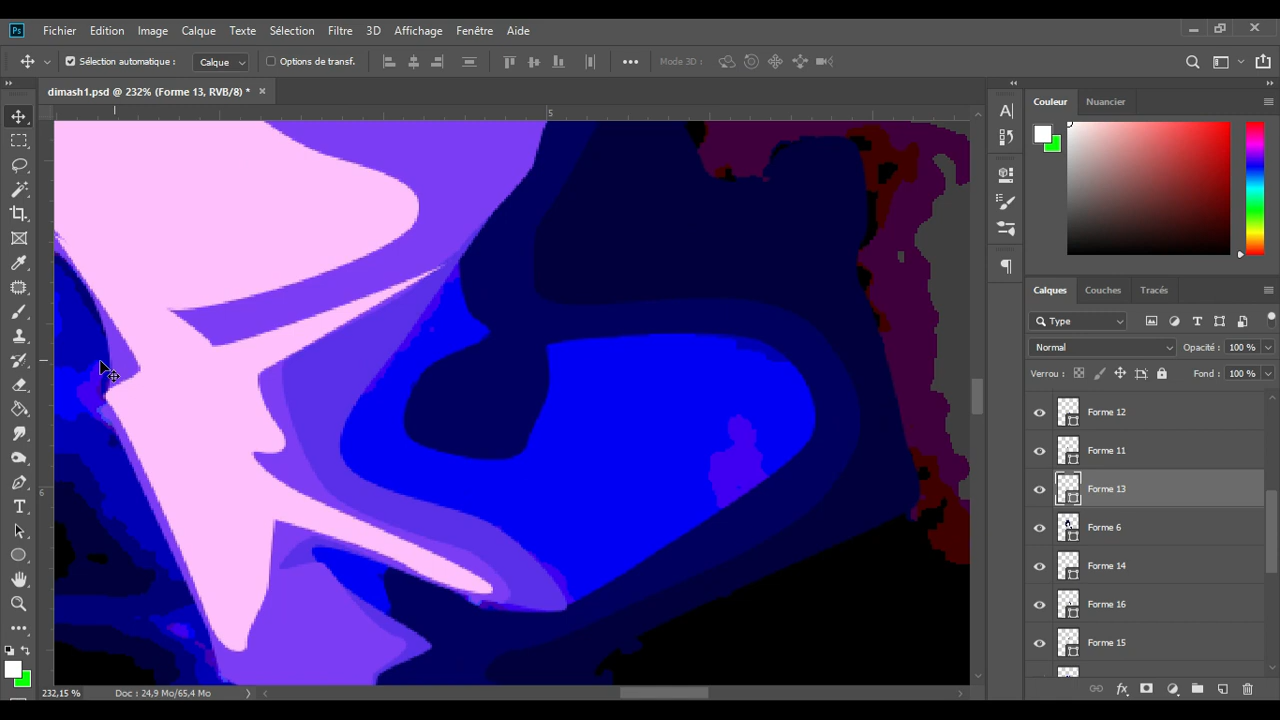 Ps Fichier Edition Image Calque Texte Sélection Filtre 3D Affichage Fenêtre Aide
Sélection automatique : Calque Options de transf. Mode 3D :
dimash1.psd @ 232% (Forme 13, RVB/8) *
5
6
Couleur Nuancier
Calques Couches Tracés
Type
Normal Opacité : 100 %
Verrou : Fond : 100 %
Forme 12
Forme 11
Forme 13
Forme 6
Forme 14
Forme 16
Forme 15
232,15 % Doc : 24,9 Mo/65,4 Mo